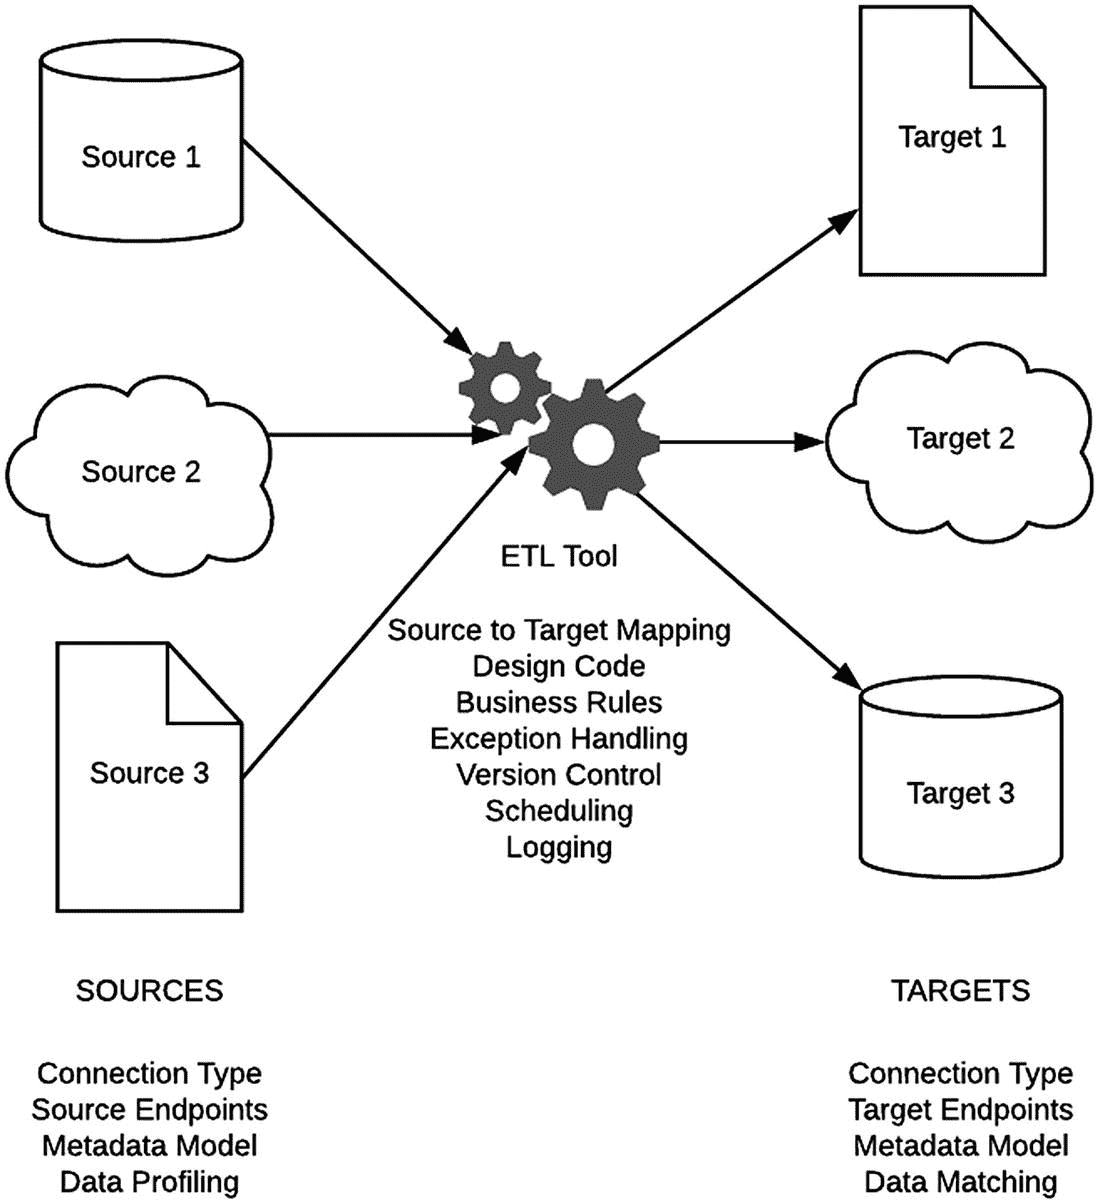 Source 1
Target 1
Source 2
Target 2
ETL Tool
Source to Target Mapping
Design Code
Business Rules
Exception Handling
Version Control
Scheduling
Logging
Source 3
Target 3
SOURCES
Connection Type
Source Endpoints
Metadata Model
Data Profiling
TARGETS
Connection Type
Target Endpoints
Metadata Model
Data Matching